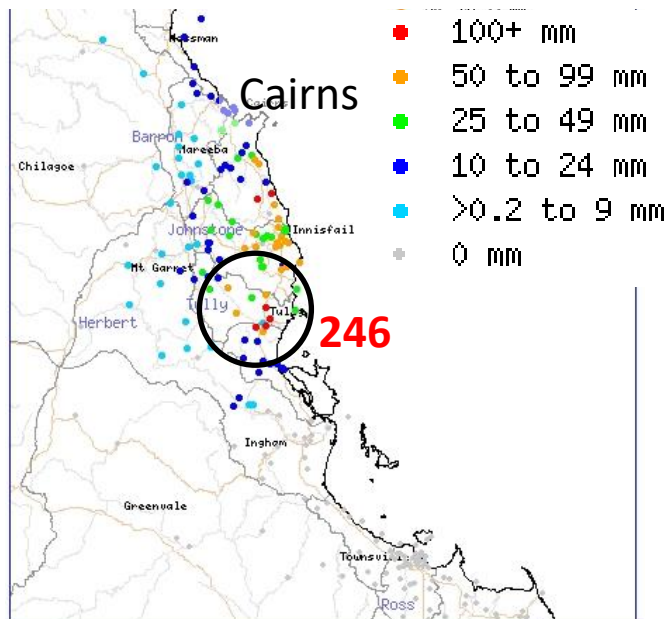 Mossman
100+ mm
50 to 99 mm
Cairns
25 to 49 mm
Barron
Mareeba
10 to 24 mm
Chilagoe
>0.2 to 9 mm
Johnstone
Innisfail
0 mm
Mt Garnet
Tully
Tully
Herbert
246
Ingham
Greenvale
Townsville
Ross